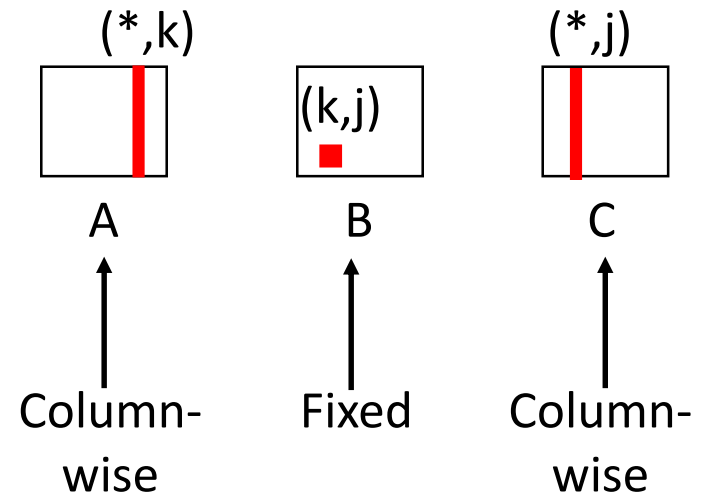 (*,k)
(*,j)
(k,j)
A
B
C
Column-
wise
Fixed
Column-
wise